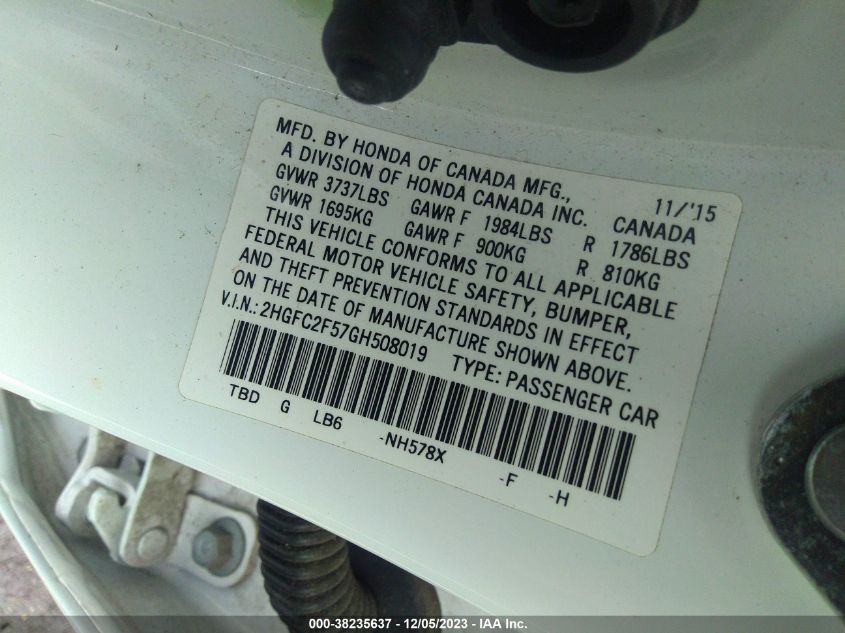 MFD. BY HONDA OF CANADA MFG., 11/'15
A DIVISION OF HONDA CANADA INC. CANADA
GVWR 3737LBS GAWR F 1984LBS R 1786LBS
GVWR 1695KG GAWR F 900KG R 810KG
THIS VEHICLE CONFORMS TO ALL APPLICABLE
FEDERAL MOTOR VEHICLE SAFETY, BUMPER,
AND THEFT PREVENTION STANDARDS IN EFFECT
ON THE DATE OF MANUFACTURE SHOWN ABOVE.
V.I.N.: 2HGFC2F57GH508019 TYPE: PASSENGER CAR
TBD G LB6 -NH578X -F -H
000-38235637 - 12/05/2023 - IAA Inc.